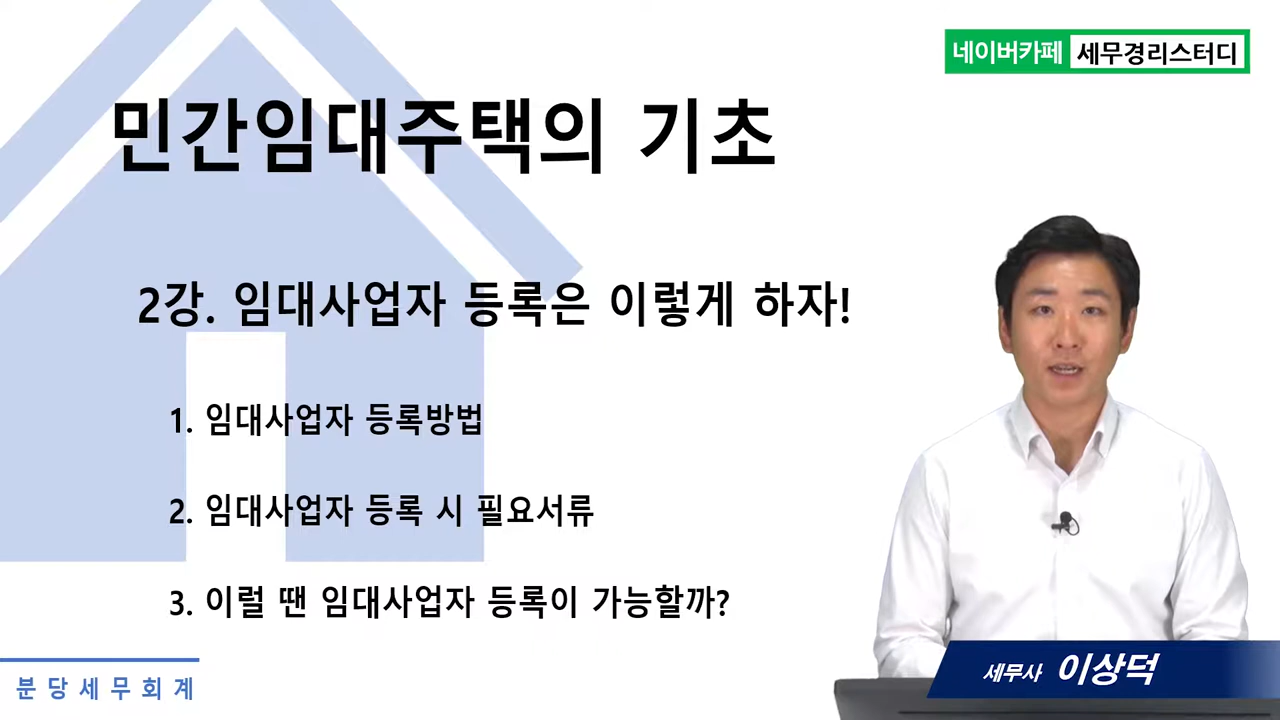 네이버카페 세무경리스터디
민간임대주택의 기초
2강. 임대사업자 등록은 이렇게 하자!
1. 임대사업자 등록방법
2. 임대사업자 등록 시 필요서류
3. 이럴 땐 임대사업자 등록이 가능할까?
세무사 이상덕
분당세무회계